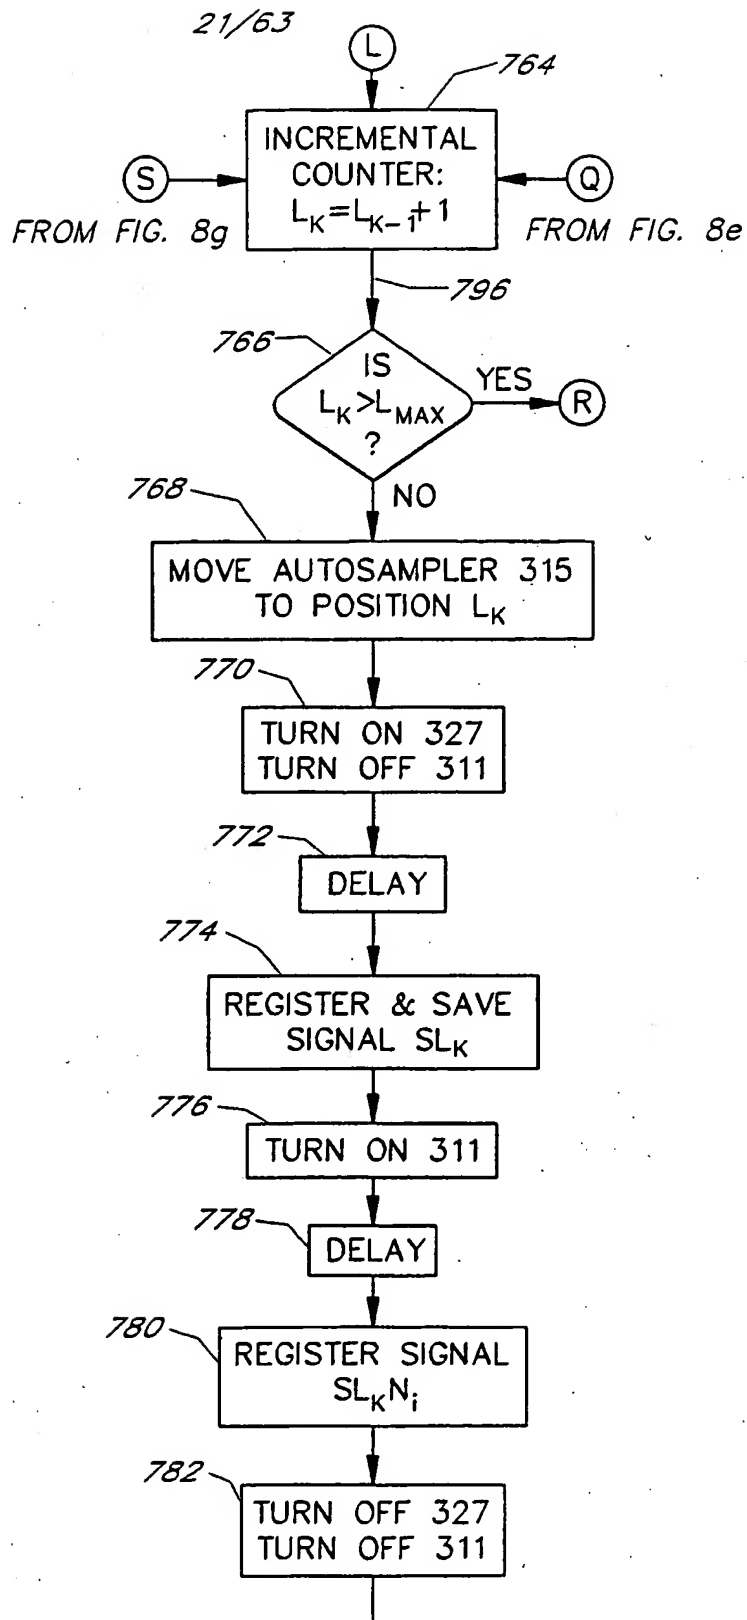 21/63
L
764
INCREMENTAL
COUNTER:
L_K=L_{K-1}+1
S
Q
FROM FIG. 8g
FROM FIG. 8e
796
766
IS
L_K>L_{MAX}
?
YES
R
NO
768
MOVE AUTOSAMPLER 315
TO POSITION L_K
770
TURN ON 327
TURN OFF 311
772
DELAY
774
REGISTER & SAVE
SIGNAL SL_K
776
TURN ON 311
778
DELAY
780
REGISTER SIGNAL
SL_KN_i
782
TURN OFF 327
TURN OFF 311